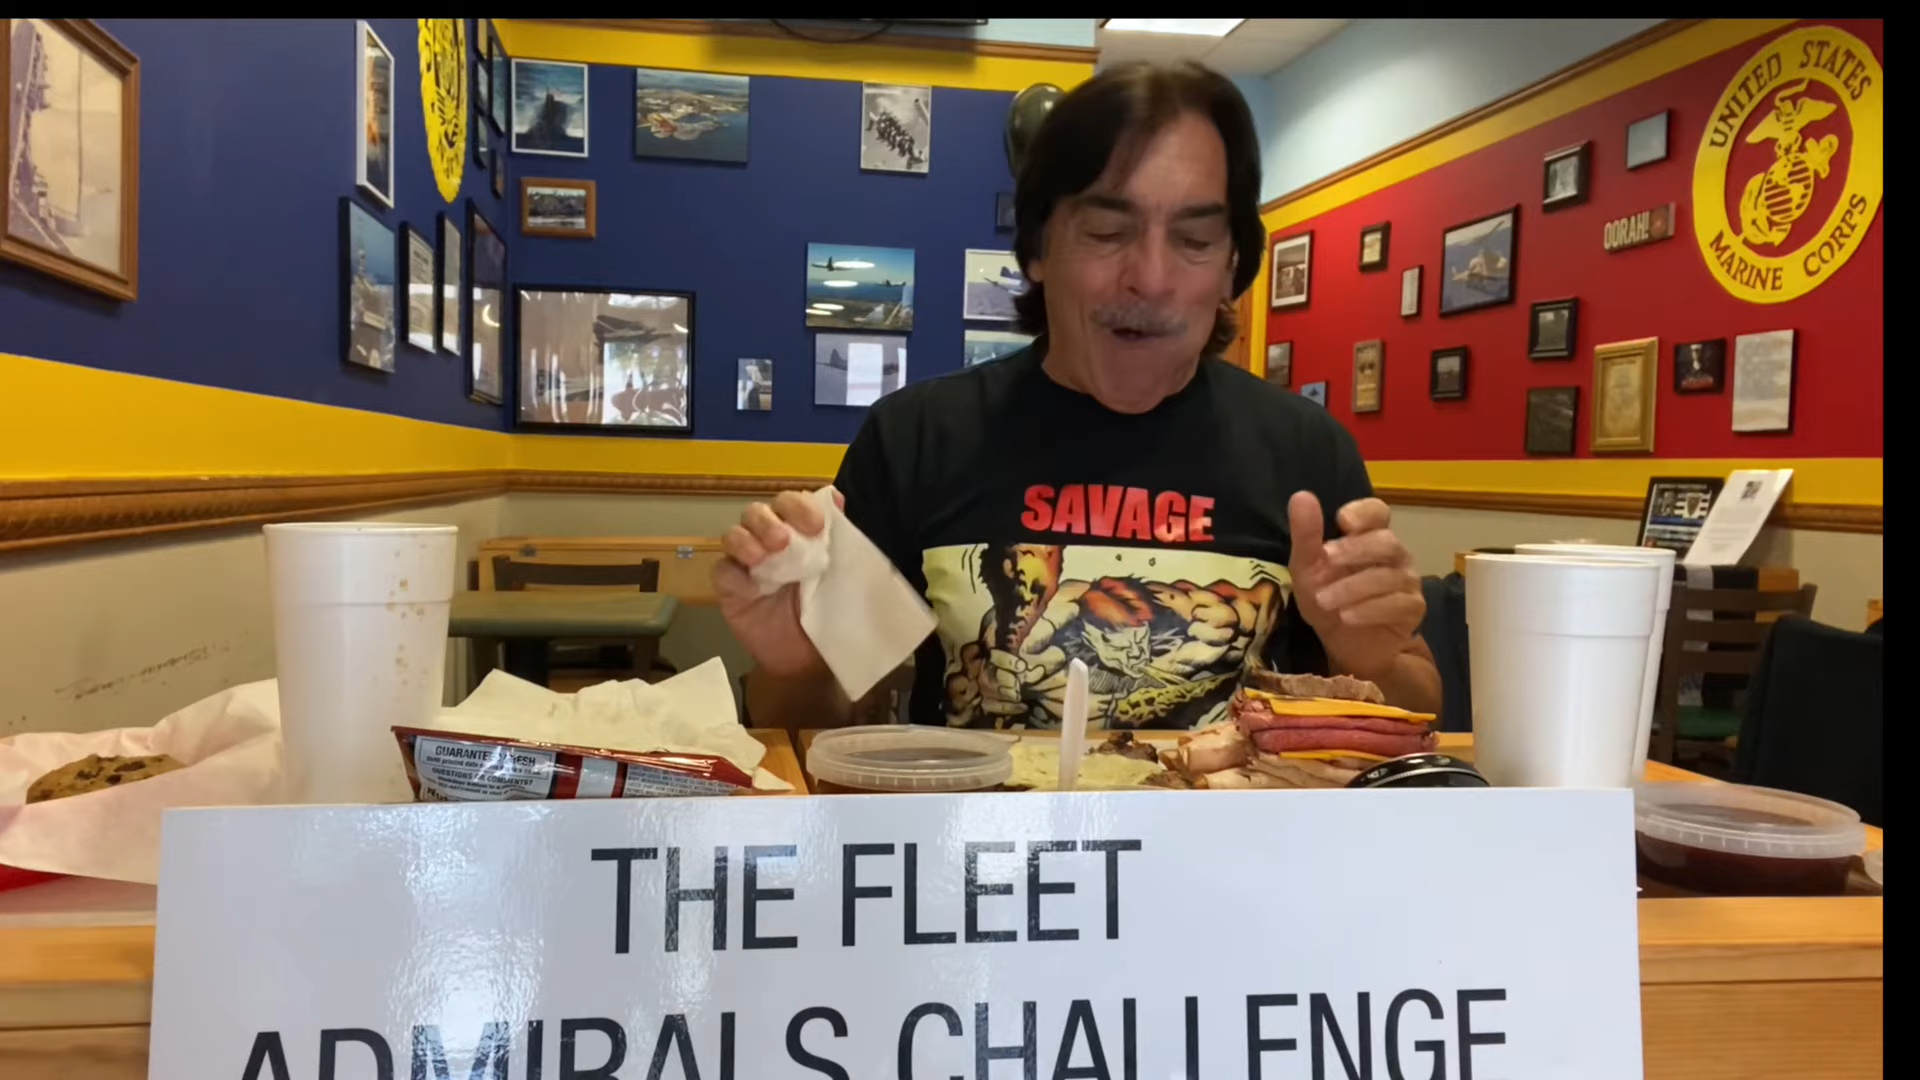 UNITED STATES
MARINE CORPS
OORAH!
SAVAGE
GUARANTEED FRESH
QUESTIONS OR COMMENTS?
THE FLEET
ADMIRALS CHALLENGE